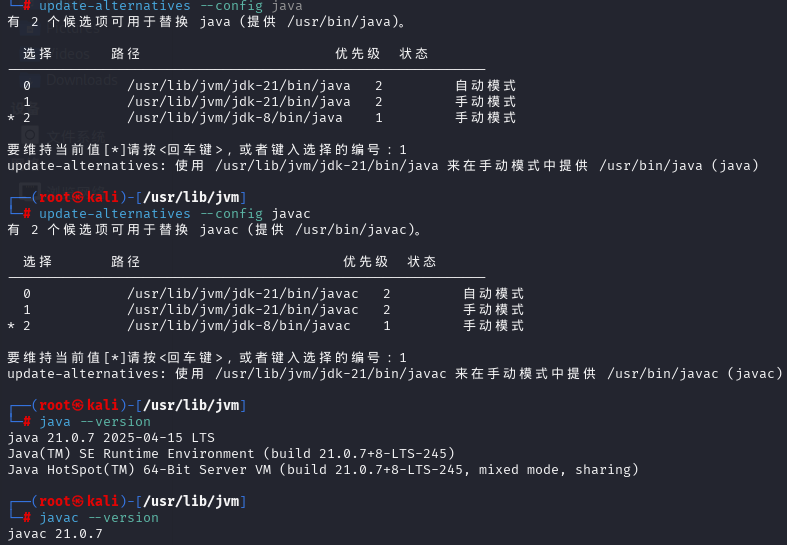 └─# update-alternatives --config java
有 2 个候选项可用于替换 java (提供 /usr/bin/java)。
选择 路径 优先级 状态
0 /usr/lib/jvm/jdk-21/bin/java 2 自动模式
1 /usr/lib/jvm/jdk-21/bin/java 2 手动模式
* 2 /usr/lib/jvm/jdk-8/bin/java 1 手动模式
要维持当前值[*]请按<回车键>，或者键入选择的编号：1
update-alternatives: 使用 /usr/lib/jvm/jdk-21/bin/java 来在手动模式中提供 /usr/bin/java (java)
┌──(root㉿kali)-[/usr/lib/jvm]
└─# update-alternatives --config javac
有 2 个候选项可用于替换 javac (提供 /usr/bin/javac)。
选择 路径 优先级 状态
0 /usr/lib/jvm/jdk-21/bin/javac 2 自动模式
1 /usr/lib/jvm/jdk-21/bin/javac 2 手动模式
* 2 /usr/lib/jvm/jdk-8/bin/javac 1 手动模式
要维持当前值[*]请按<回车键>，或者键入选择的编号：1
update-alternatives: 使用 /usr/lib/jvm/jdk-21/bin/javac 来在手动模式中提供 /usr/bin/javac (javac)
┌──(root㉿kali)-[/usr/lib/jvm]
└─# java --version
java 21.0.7 2025-04-15 LTS
Java(TM) SE Runtime Environment (build 21.0.7+8-LTS-245)
Java HotSpot(TM) 64-Bit Server VM (build 21.0.7+8-LTS-245, mixed mode, sharing)
┌──(root㉿kali)-[/usr/lib/jvm]
└─# javac --version
javac 21.0.7